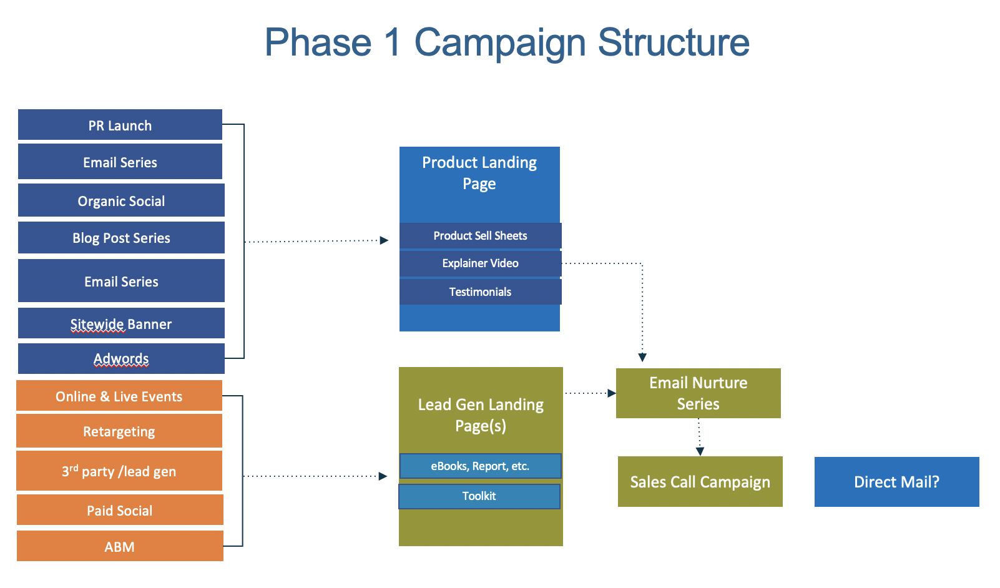 Phase 1 Campaign Structure
PR Launch
Email Series
Organic Social
Blog Post Series
Email Series
Sitewide Banner
Adwords
Online & Live Events
Retargeting
3rd party /lead gen
Paid Social
ABM
Product Landing
Page
Product Sell Sheets
Explainer Video
Testimonials
Lead Gen Landing
Page(s)
eBooks, Report, etc.
Toolkit
Email Nurture
Series
Sales Call Campaign
Direct Mail?